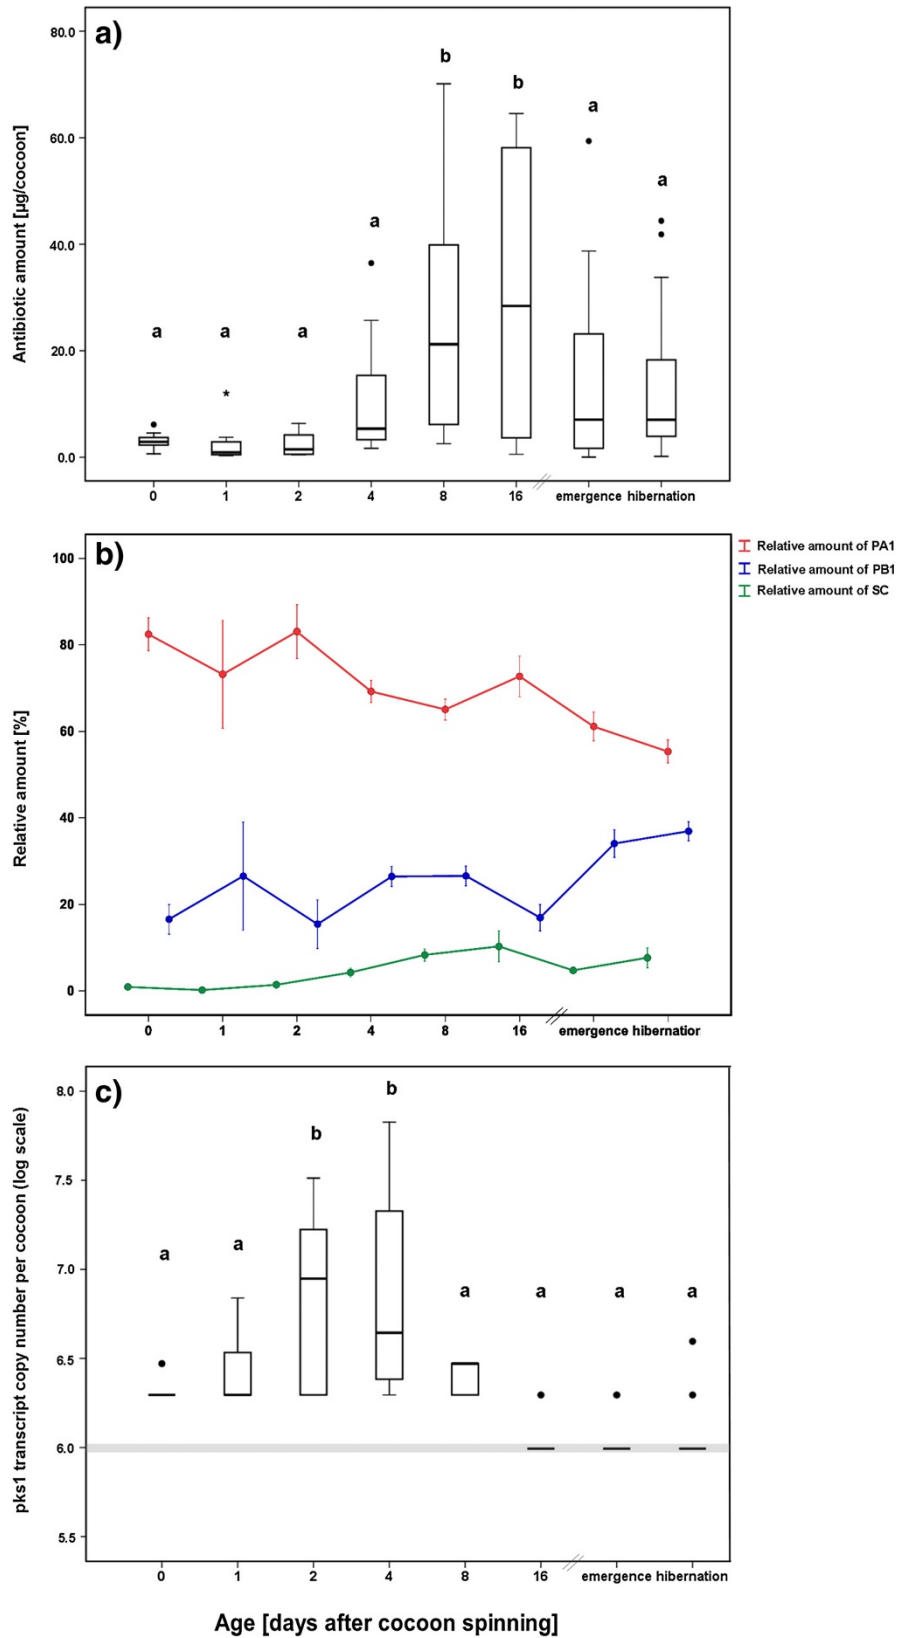 a)
Antibiotic amount [µg/cocoon]
80.0
60.0
40.0
20.0
0.0
a a a a b b a a
*
0 1 2 4 8 16 emergence hibernation
b)
Relative amount of PA1
Relative amount of PB1
Relative amount of SC
Relative amount [%]
100
80
60
40
20
0
0 1 2 4 8 16 emergence hibernatior
c)
pks1 transcript copy number per cocoon (log scale)
8.0
7.5
7.0
6.5
6.0
5.5
a a b b a a a a
0 1 2 4 8 16 emergence hibernation
Age [days after cocoon spinning]